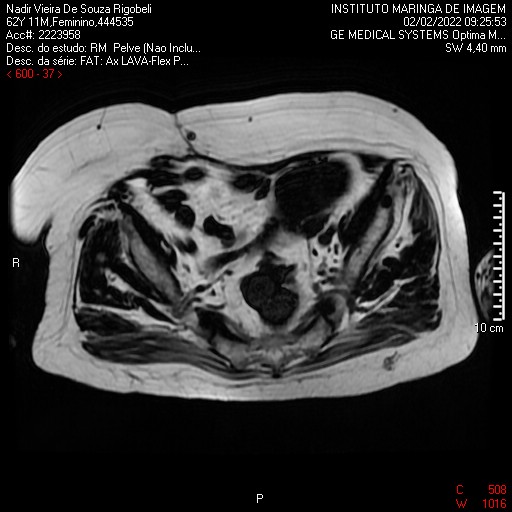 Nadir Vieira De Souza Rigobeli
62Y 11M,Feminino,444535
Acc#: 2223958
Desc. do estudo: RM Pelve (Nao Inclu...
Desc. da série: FAT: Ax LAVA-Flex P...
< 600 - 37 >
INSTITUTO MARINGA DE IMAGEM
02/02/2022 09:25:53
GE MEDICAL SYSTEMS Optima M...
SW 4,40 mm
R
10 cm
P
C 508
W 1016